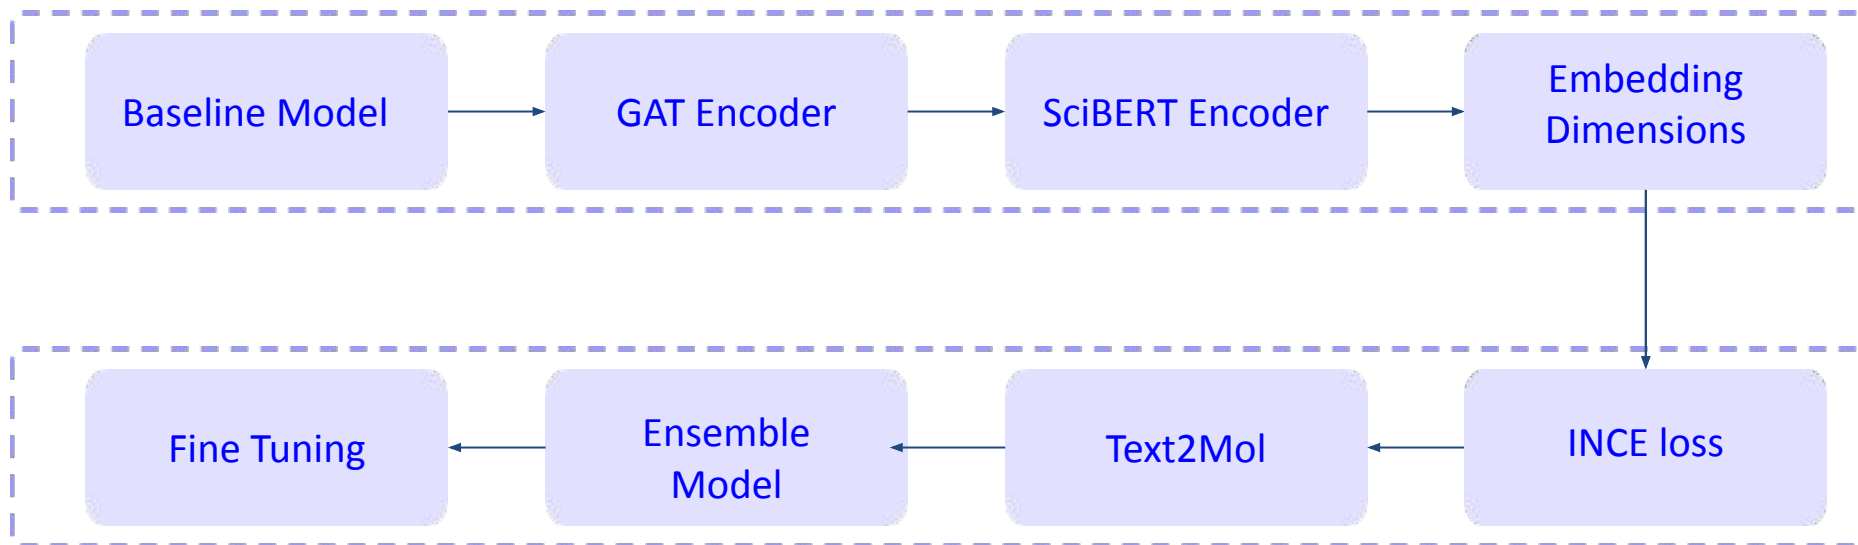 Baseline Model
GAT Encoder
SciBERT Encoder
Embedding
Dimensions
Fine Tuning
Ensemble
Model
Text2Mol
INCE loss